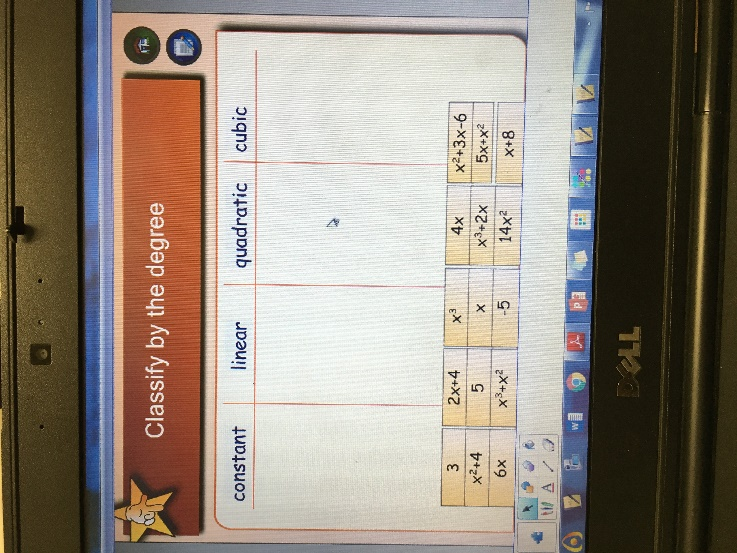 Classify by the degree
constant linear quadratic cubic
3 2x+4 x³ 4x x²+3x-6
x²+4 5 x x³+2x 5x+x²
6x x³+x² -5 14x² x+8
DELL